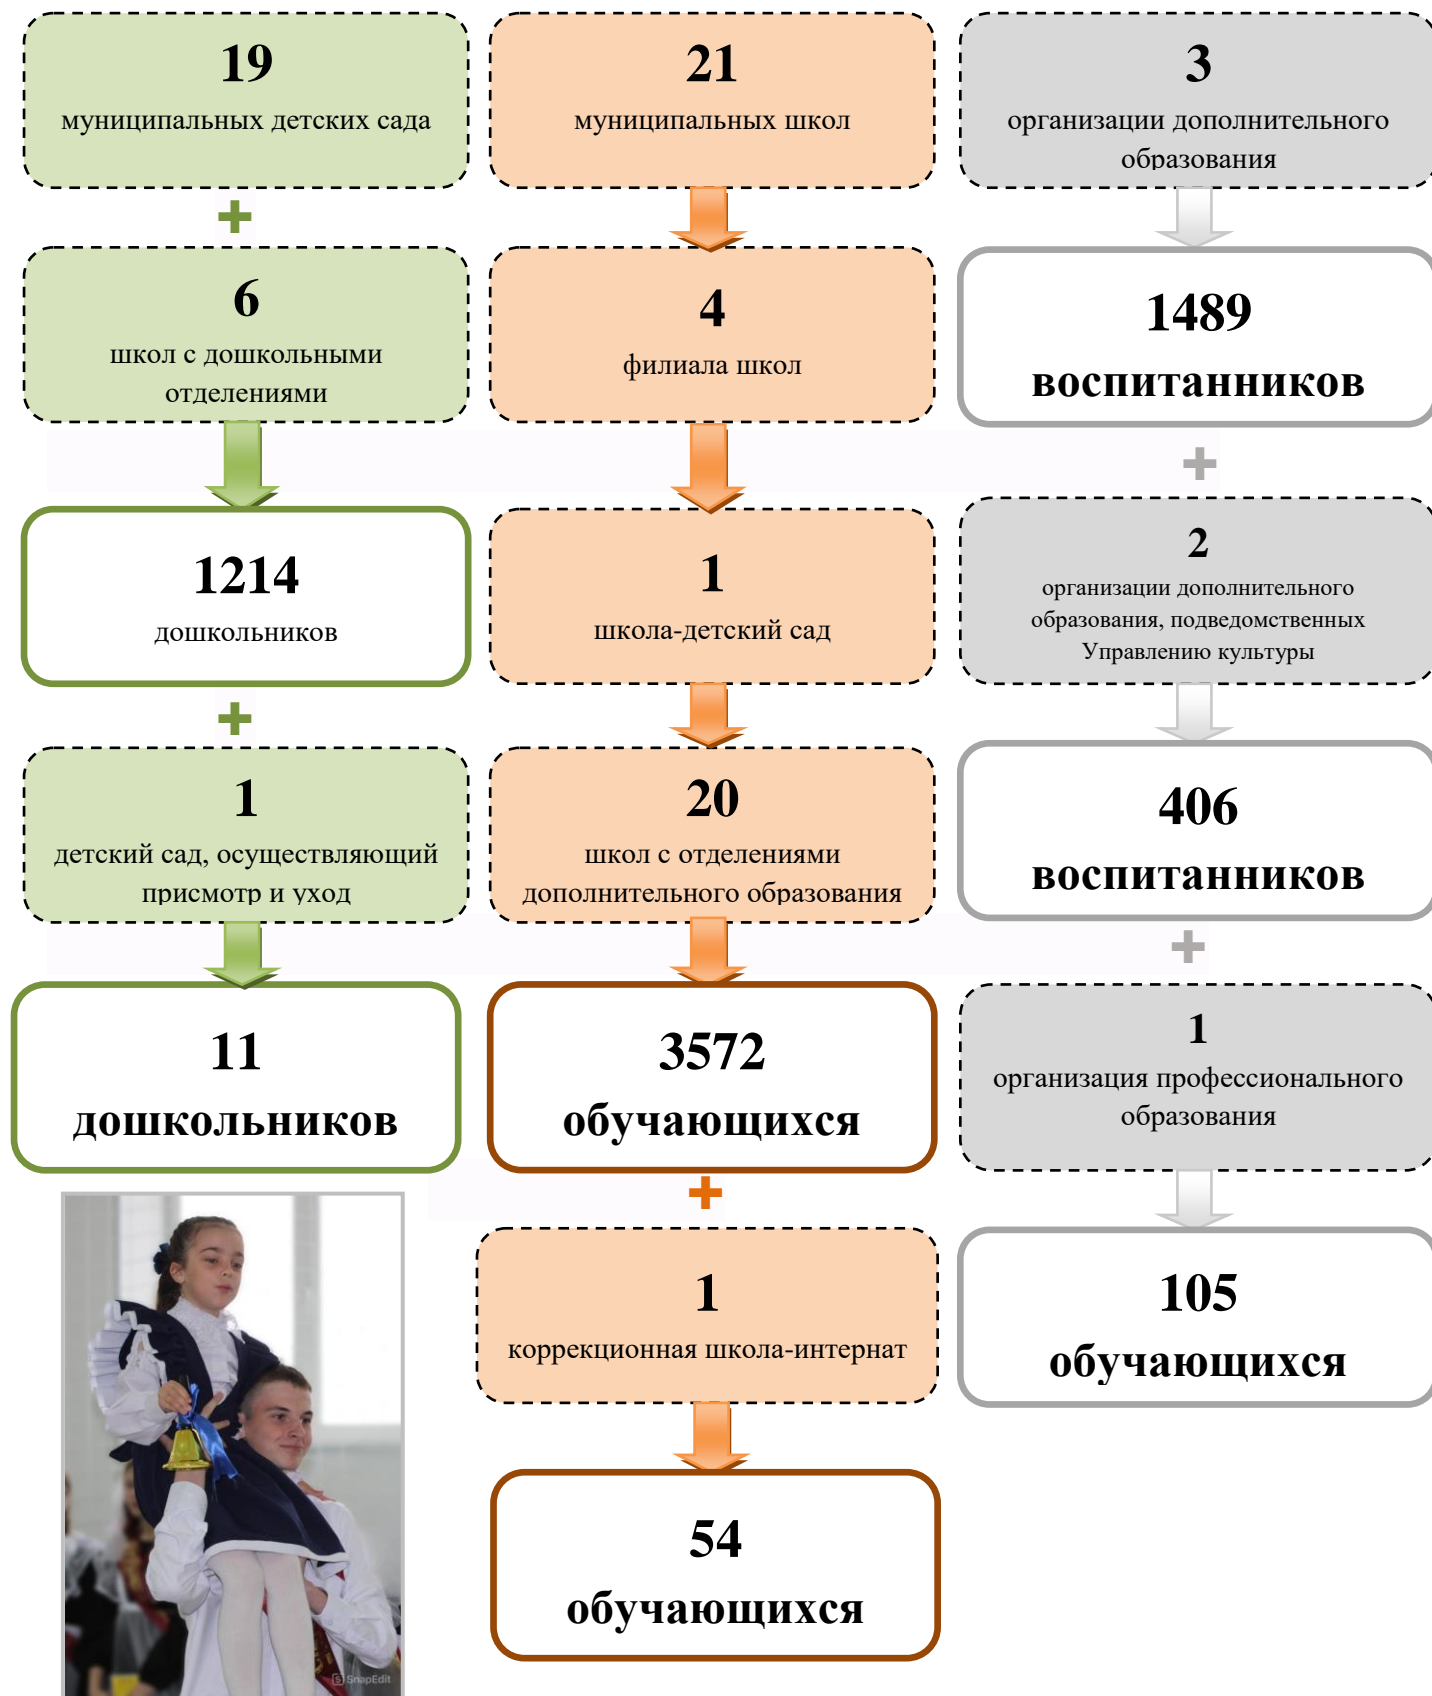 19
муниципальных детских сада
6
школ с дошкольными
отделениями
1214
дошкольников
1
детский сад, осуществляющий
присмотр и уход
11
дошкольников
21
муниципальных школ
4
филиала школ
1
школа-детский сад
20
школ с отделениями
дополнительного образования
3572
обучающихся
1
коррекционная школа-интернат
54
обучающихся
3
организации дополнительного
образования
1489
воспитанников
2
организации дополнительного
образования, подведомственных
Управлению культуры
406
воспитанников
1
организация профессионального
образования
105
обучающихся
SnapEdit